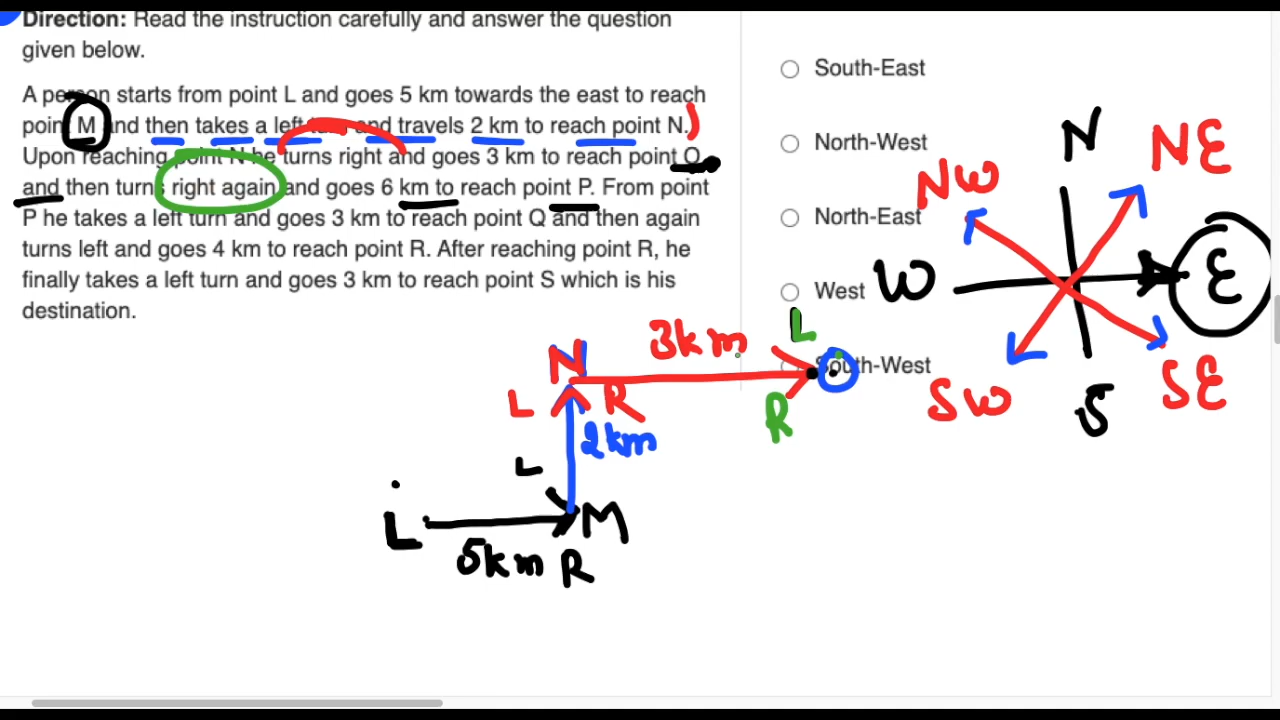 Direction: Read the instruction carefully and answer the question
given below.
A person starts from point L and goes 5 km towards the east to reach
point M and then takes a left turn and travels 2 km to reach point N.
Upon reaching point N he turns right and goes 3 km to reach point O
and then turns right again and goes 6 km to reach point P. From point
P he takes a left turn and goes 3 km to reach point Q and then again
turns left and goes 4 km to reach point R. After reaching point R, he
finally takes a left turn and goes 3 km to reach point S which is his
destination.
South-East
North-West
North-East
West
South-West
N
NE
NW
W
E
SW
S
SE
N
3km
L
L
R
R
2km
L
L
M
5km
R